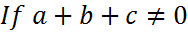 If a + b + c ≠ 0